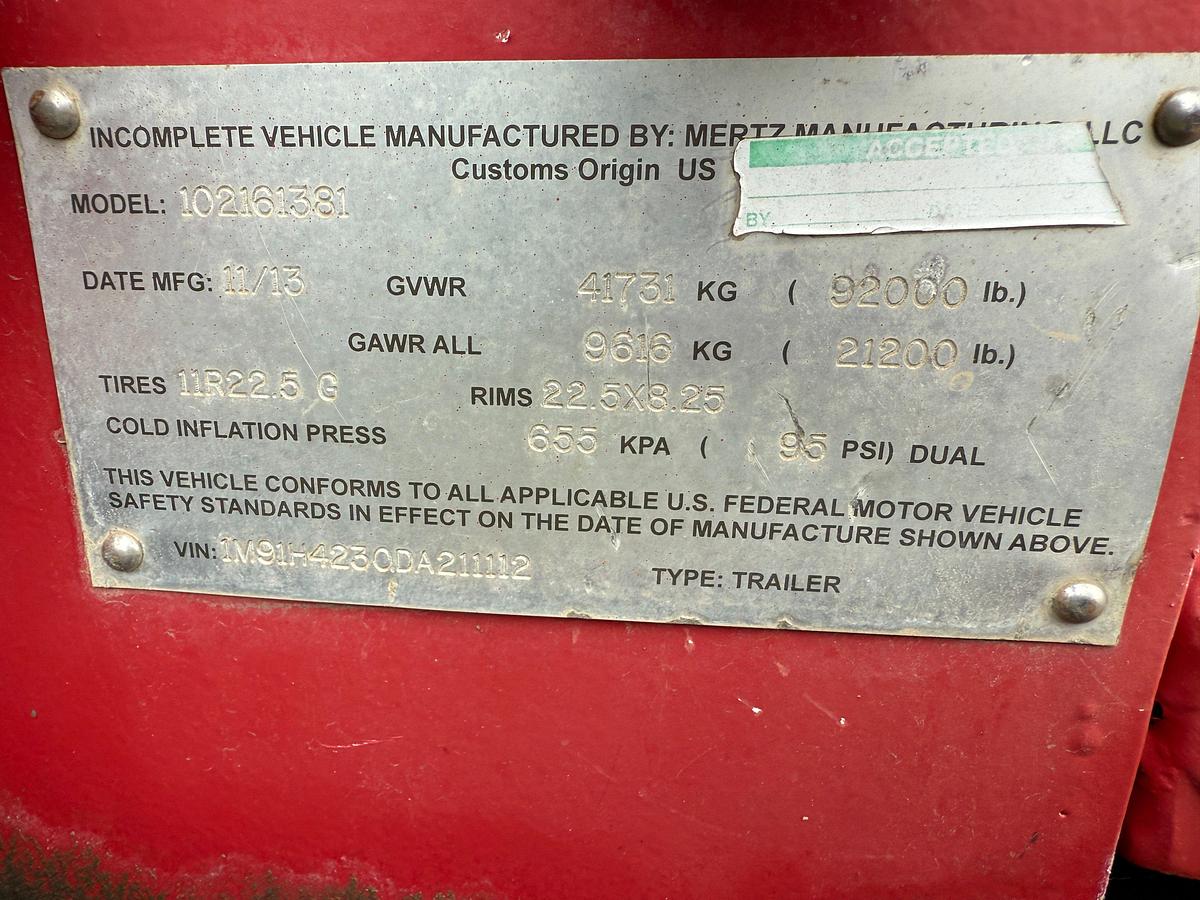 INCOMPLETE VEHICLE MANUFACTURED BY: MERTZ MANUFACTURING, LLC
Customs Origin US
ACCEPTED
BY
MODEL: 102161381
DATE MFG: 11/13 GVWR 41731 KG ( 92000 lb.)
GAWR ALL 9616 KG ( 21200 lb.)
TIRES 11R22.5 G RIMS 22.5X8.25
COLD INFLATION PRESS 655 KPA ( 95 PSI) DUAL
THIS VEHICLE CONFORMS TO ALL APPLICABLE U.S. FEDERAL MOTOR VEHICLE
SAFETY STANDARDS IN EFFECT ON THE DATE OF MANUFACTURE SHOWN ABOVE.
VIN: 1M91H4230DA211112 TYPE: TRAILER